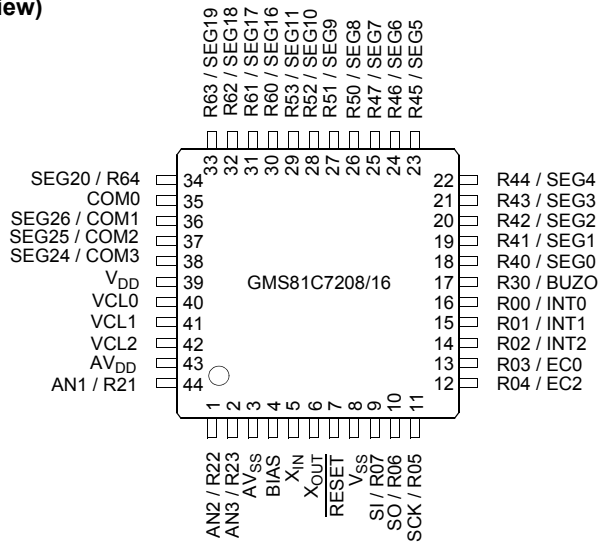 iew)
R63 / SEG19
R62 / SEG18
R61 / SEG17
R60 / SEG16
R53 / SEG11
R52 / SEG10
R51 / SEG9
R50 / SEG8
R47 / SEG7
R46 / SEG6
R45 / SEG5
33
32
31
30
29
28
27
26
25
24
23
SEG20 / R64
34
22
R44 / SEG4
COM0
35
21
R43 / SEG3
SEG26 / COM1
36
20
R42 / SEG2
SEG25 / COM2
37
19
R41 / SEG1
SEG24 / COM3
38
18
R40 / SEG0
VDD
39
GMS81C7208/16
17
R30 / BUZO
VCL0
40
16
R00 / INT0
VCL1
41
15
R01 / INT1
VCL2
42
14
R02 / INT2
AVDD
43
13
R03 / EC0
AN1 / R21
44
12
R04 / EC2
1
2
3
4
5
6
7
8
9
10
11
AN2 / R22
AN3 / R23
AVSS
BIAS
XIN
XOUT
RESET
VSS
SI / R07
SO / R06
SCK / R05